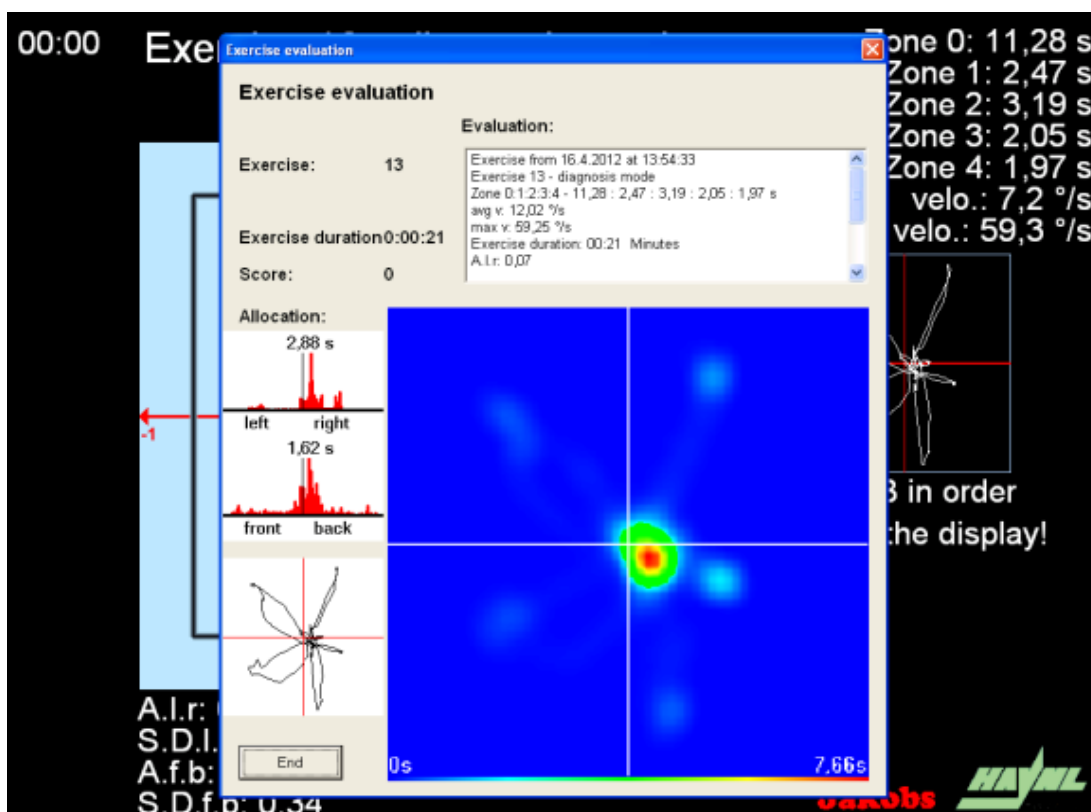 00:00
Exe
Exercise evaluation
Exercise evaluation
Evaluation:
Exercise: 13
Exercise duration 0:00:21
Score: 0
Exercise from 16.4.2012 at 13:54:33
Exercise 13 - diagnosis mode
Zone 0:1:2:3:4 - 11,28 : 2,47 : 3,19 : 2,05 : 1,97 s
avg v: 12,02 °/s
max v: 59,25 °/s
Exercise duration: 00:21 Minutes
A.l.r: 0,07
Allocation:
2,88 s
left right
1,62 s
front back
End
0s 7,66s
Zone 0: 11,28 s
Zone 1: 2,47 s
Zone 2: 3,19 s
Zone 3: 2,05 s
Zone 4: 1,97 s
velo.: 7,2 °/s
velo.: 59,3 °/s
in order
the display!
-1
A.l.r:
S.D.l.
A.f.b:
S.D.f.b: 0.34
Jakobs
HAYNL